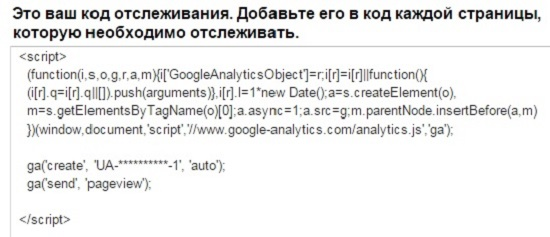 Это ваш код отслеживания. Добавьте его в код каждой страницы,
которую необходимо отслеживать.
<script>
(function(i,s,o,g,r,a,m){i['GoogleAnalyticsObject']=r;i[r]=i[r]||function(){
(i[r].q=i[r].q||[]).push(arguments)},i[r].l=1*new Date();a=s.createElement(o),
m=s.getElementsByTagName(o)[0];a.async=1;a.src=g;m.parentNode.insertBefore(a,m)
})(window,document,'script','//www.google-analytics.com/analytics.js','ga');
ga('create', 'UA-**********-1', 'auto');
ga('send', 'pageview');
</script>